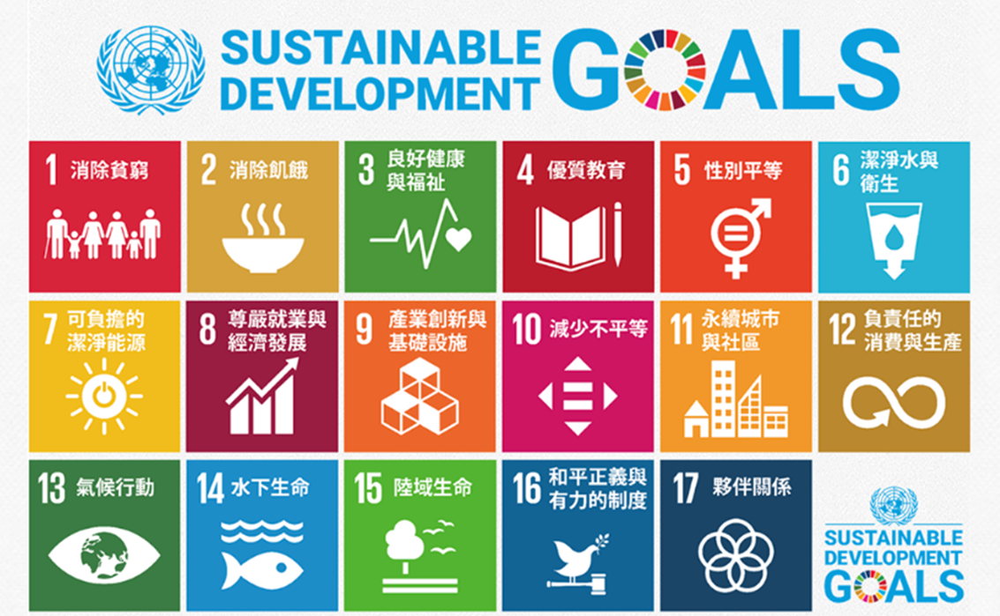 SUSTAINABLE
DEVELOPMENT
GOALS
1 消除貧窮
2 消除飢餓
3 良好健康
與福祉
4 優質教育
5 性別平等
6 潔淨水與
衛生
7 可負擔的
潔淨能源
8 尊嚴就業與
經濟發展
9 產業創新與
基礎設施
10 減少不平等
11 永續城市
與社區
12 負責任的
消費與生產
13 氣候行動
14 水下生命
15 陸域生命
16 和平正義與
有力的制度
17 夥伴關係
SUSTAINABLE
DEVELOPMENT
GOALS